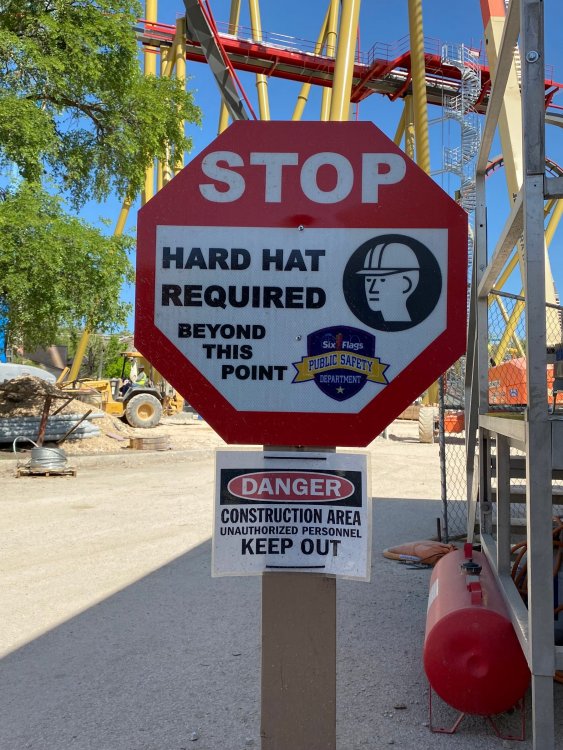 STOP
HARD HAT
REQUIRED
BEYOND
THIS
POINT
Six Flags
PUBLIC SAFETY
DEPARTMENT
DANGER
CONSTRUCTION AREA
UNAUTHORIZED PERSONNEL
KEEP OUT